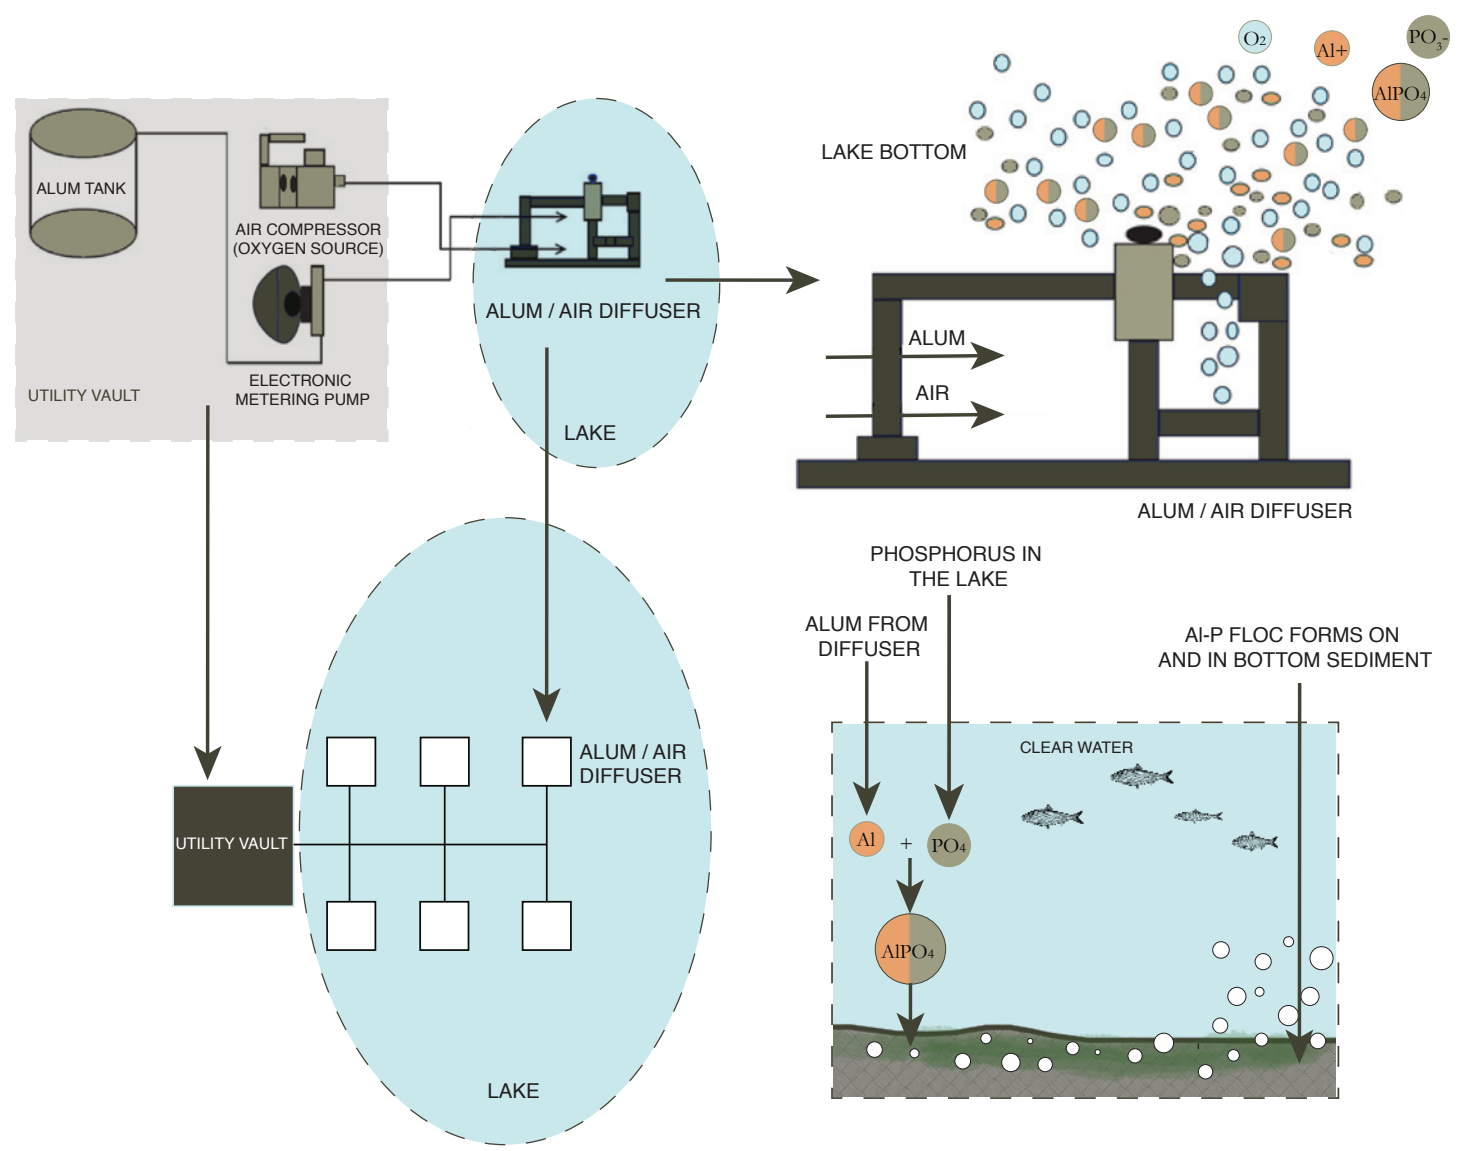 ALUM TANK
AIR COMPRESSOR
(OXYGEN SOURCE)
ELECTRONIC
METERING PUMP
UTILITY VAULT
ALUM / AIR DIFFUSER
LAKE
O2
Al+
PO3-
AlPO4
LAKE BOTTOM
ALUM
AIR
ALUM / AIR DIFFUSER
ALUM / AIR
DIFFUSER
UTILITY VAULT
LAKE
PHOSPHORUS IN
THE LAKE
ALUM FROM
DIFFUSER
Al-P FLOC FORMS ON
AND IN BOTTOM SEDIMENT
CLEAR WATER
Al
+
PO4
AlPO4